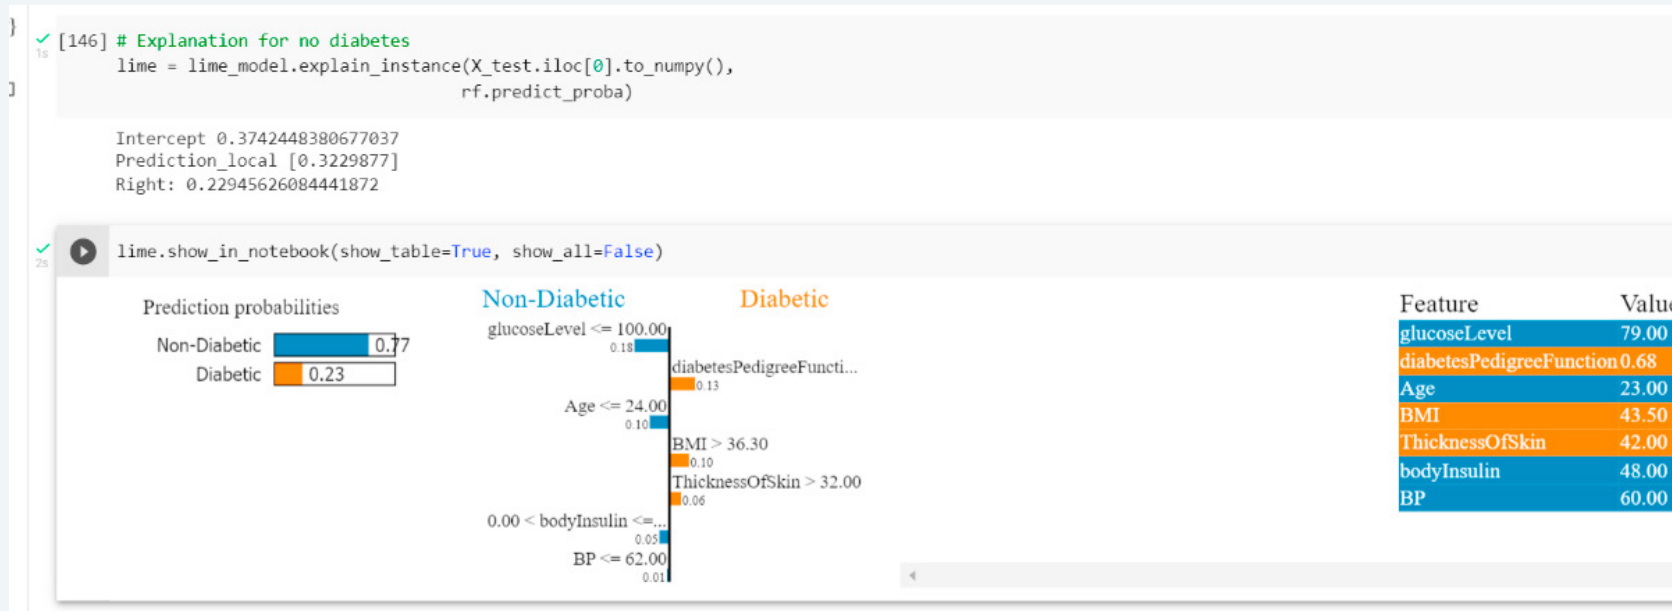 [146] # Explanation for no diabetes
lime = lime_model.explain_instance(X_test.iloc[0].to_numpy(),
rf.predict_proba)
1s
Intercept 0.3742448380677037
Prediction_local [0.3229877]
Right: 0.22945626084441872
lime.show_in_notebook(show_table=True, show_all=False)
2s
Prediction probabilities
Non-Diabetic 0.77
Diabetic 0.23
Non-Diabetic Diabetic
glucoseLevel <= 100.00
0.18
diabetesPedigreeFuncti...
0.13
Age <= 24.00
0.10
BMI > 36.30
0.10
ThicknessOfSkin > 32.00
0.06
0.00 < bodyInsulin <=...
0.05
BP <= 62.00
0.01
Feature Value
glucoseLevel 79.00
diabetesPedigreeFunction 0.68
Age 23.00
BMI 43.50
ThicknessOfSkin 42.00
bodyInsulin 48.00
BP 60.00